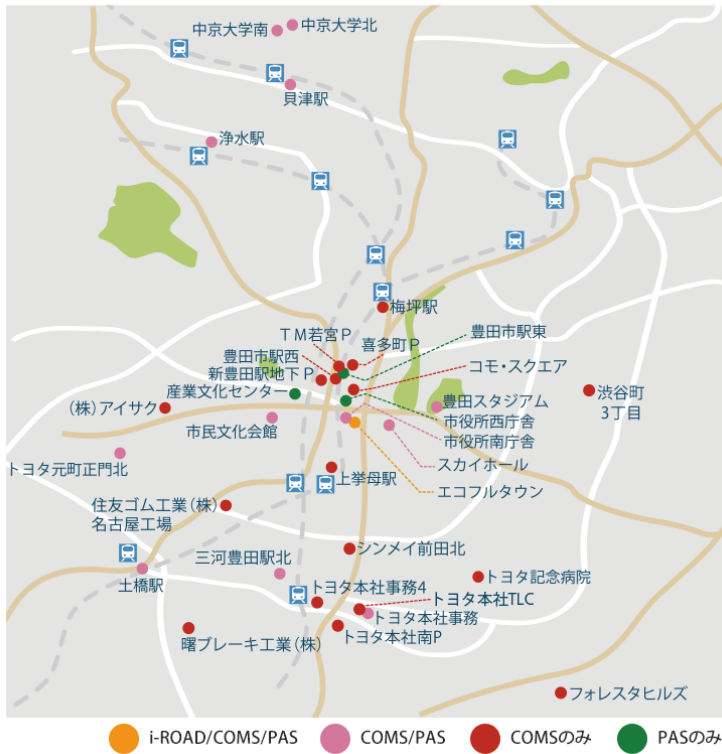 中京大学南
中京大学北
貝津駅
浄水駅
梅坪駅
TM若宮P
喜多町P
豊田市駅東
豊田市駅西
新豊田駅地下P
コモ・スクエア
産業文化センター
(株)アイサク
豊田スタジアム
渋谷町
3丁目
市民文化会館
市役所西庁舎
市役所南庁舎
トヨタ元町正門北
スカイホール
上挙母駅
エコフルタウン
住友ゴム工業(株)
名古屋工場
シンメイ前田北
三河豊田駅北
土橋駅
トヨタ記念病院
トヨタ本社事務4
トヨタ本社TLC
トヨタ本社事務
トヨタ本社南P
曙ブレーキ工業(株)
フォレスタヒルズ
i-ROAD/COMS/PAS
COMS/PAS
COMSのみ
PASのみ